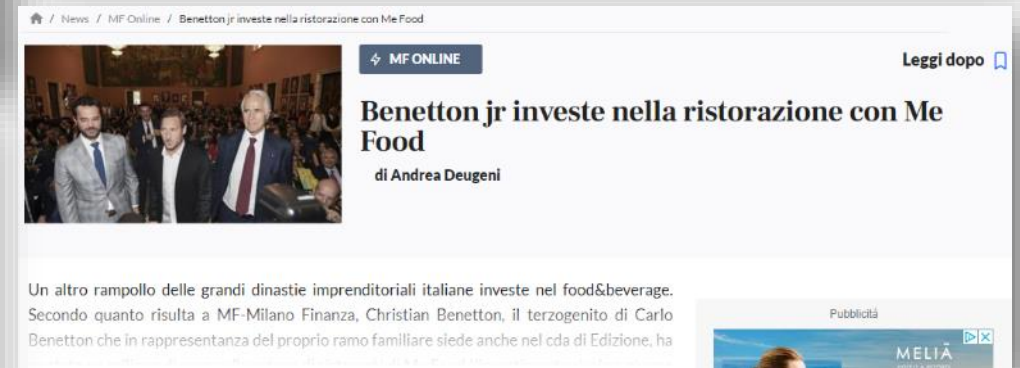 / News / MF Online / Benetton jr investe nella ristorazione con Me Food
MF ONLINE
Leggi dopo
Benetton jr investe nella ristorazione con Me
Food
di Andrea Deugeni
Un altro rampollo delle grandi dinastie imprenditoriali italiane investe nel food&beverage.
Secondo quanto risulta a MF-Milano Finanza, Christian Benetton, il terzogenito di Carlo
Benetton che in rappresentanza del proprio ramo familiare siede anche nel cda di Edizione, ha
Pubblicità
MELIÃ